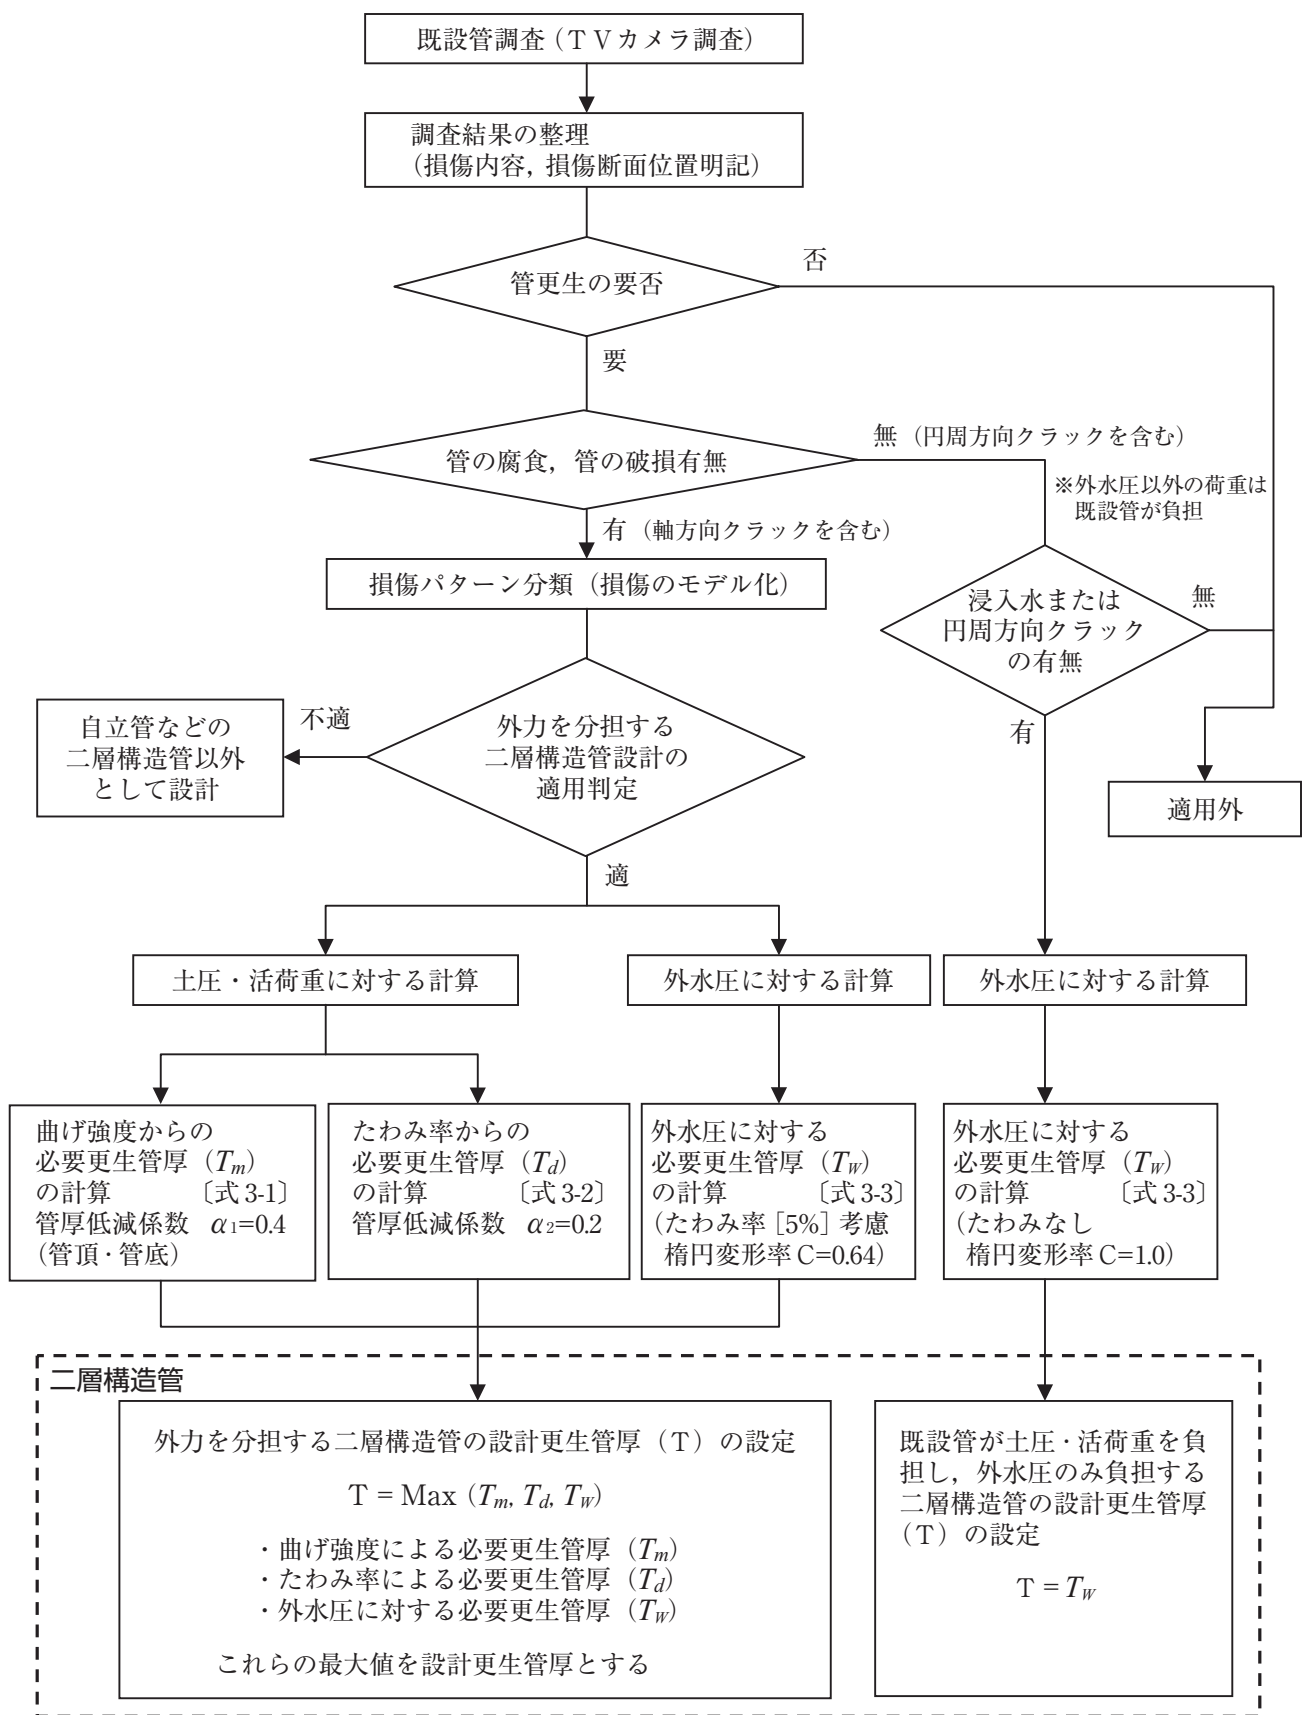 既設管調査（ＴＶカメラ調査）
調査結果の整理
（損傷内容，損傷断面位置明記）
管更生の要否
否
要
管の腐食，管の破損有無
無（円周方向クラックを含む）
※外水圧以外の荷重は
既設管が負担
有（軸方向クラックを含む）
損傷パターン分類（損傷のモデル化）
浸入水または
円周方向クラック
の有無
無
有
外力を分担する
二層構造管設計の
適用判定
不適
自立管などの
二層構造管以外
として設計
適用外
適
土圧・活荷重に対する計算
外水圧に対する計算
外水圧に対する計算
曲げ強度からの
必要更生管厚（Tm）
の計算　〔式 3-1〕
管厚低減係数　α1=0.4
（管頂・管底）
たわみ率からの
必要更生管厚（Td）
の計算　〔式 3-2〕
管厚低減係数　α2=0.2
外水圧に対する
必要更生管厚（TW）
の計算　〔式 3-3〕
（たわみ率［5%］考慮
楕円変形率 C=0.64）
外水圧に対する
必要更生管厚（TW）
の計算　〔式 3-3〕
（たわみなし
楕円変形率 C=1.0）
二層構造管
外力を分担する二層構造管の設計更生管厚（T）の設定
T = Max（Tm, Td, TW）
・曲げ強度による必要更生管厚（Tm）
・たわみ率による必要更生管厚（Td）
・外水圧に対する必要更生管厚（TW）
これらの最大値を設計更生管厚とする
既設管が土圧・活荷重を負
担し，外水圧のみ負担する
二層構造管の設計更生管厚
（T）の設定
T = TW